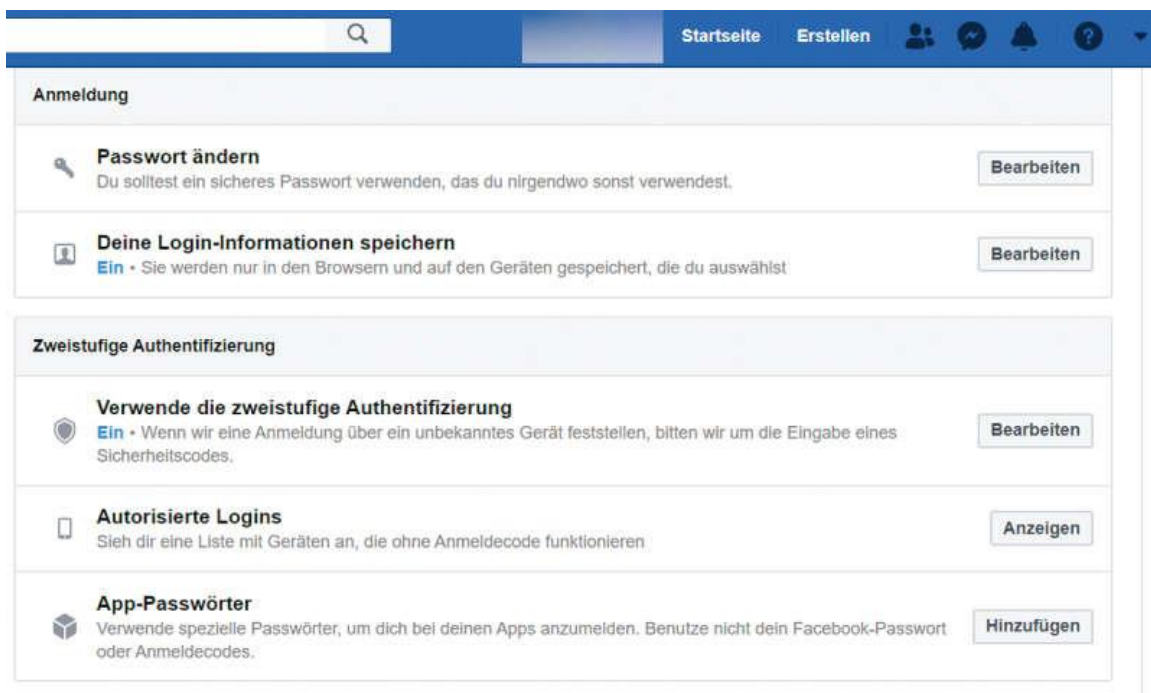 Startseite Erstellen
Anmeldung
Passwort ändern
Du solltest ein sicheres Passwort verwenden, das du nirgendwo sonst verwendest.
Bearbeiten
Deine Login-Informationen speichern
Ein • Sie werden nur in den Browsern und auf den Geräten gespeichert, die du auswählst
Bearbeiten
Zweistufige Authentifizierung
Verwende die zweistufige Authentifizierung
Ein • Wenn wir eine Anmeldung über ein unbekanntes Gerät feststellen, bitten wir um die Eingabe eines
Sicherheitscodes.
Bearbeiten
Autorisierte Logins
Sieh dir eine Liste mit Geräten an, die ohne Anmeldecode funktionieren
Anzeigen
App-Passwörter
Verwende spezielle Passwörter, um dich bei deinen Apps anzumelden. Benutze nicht dein Facebook-Passwort
oder Anmeldecodes.
Hinzufügen